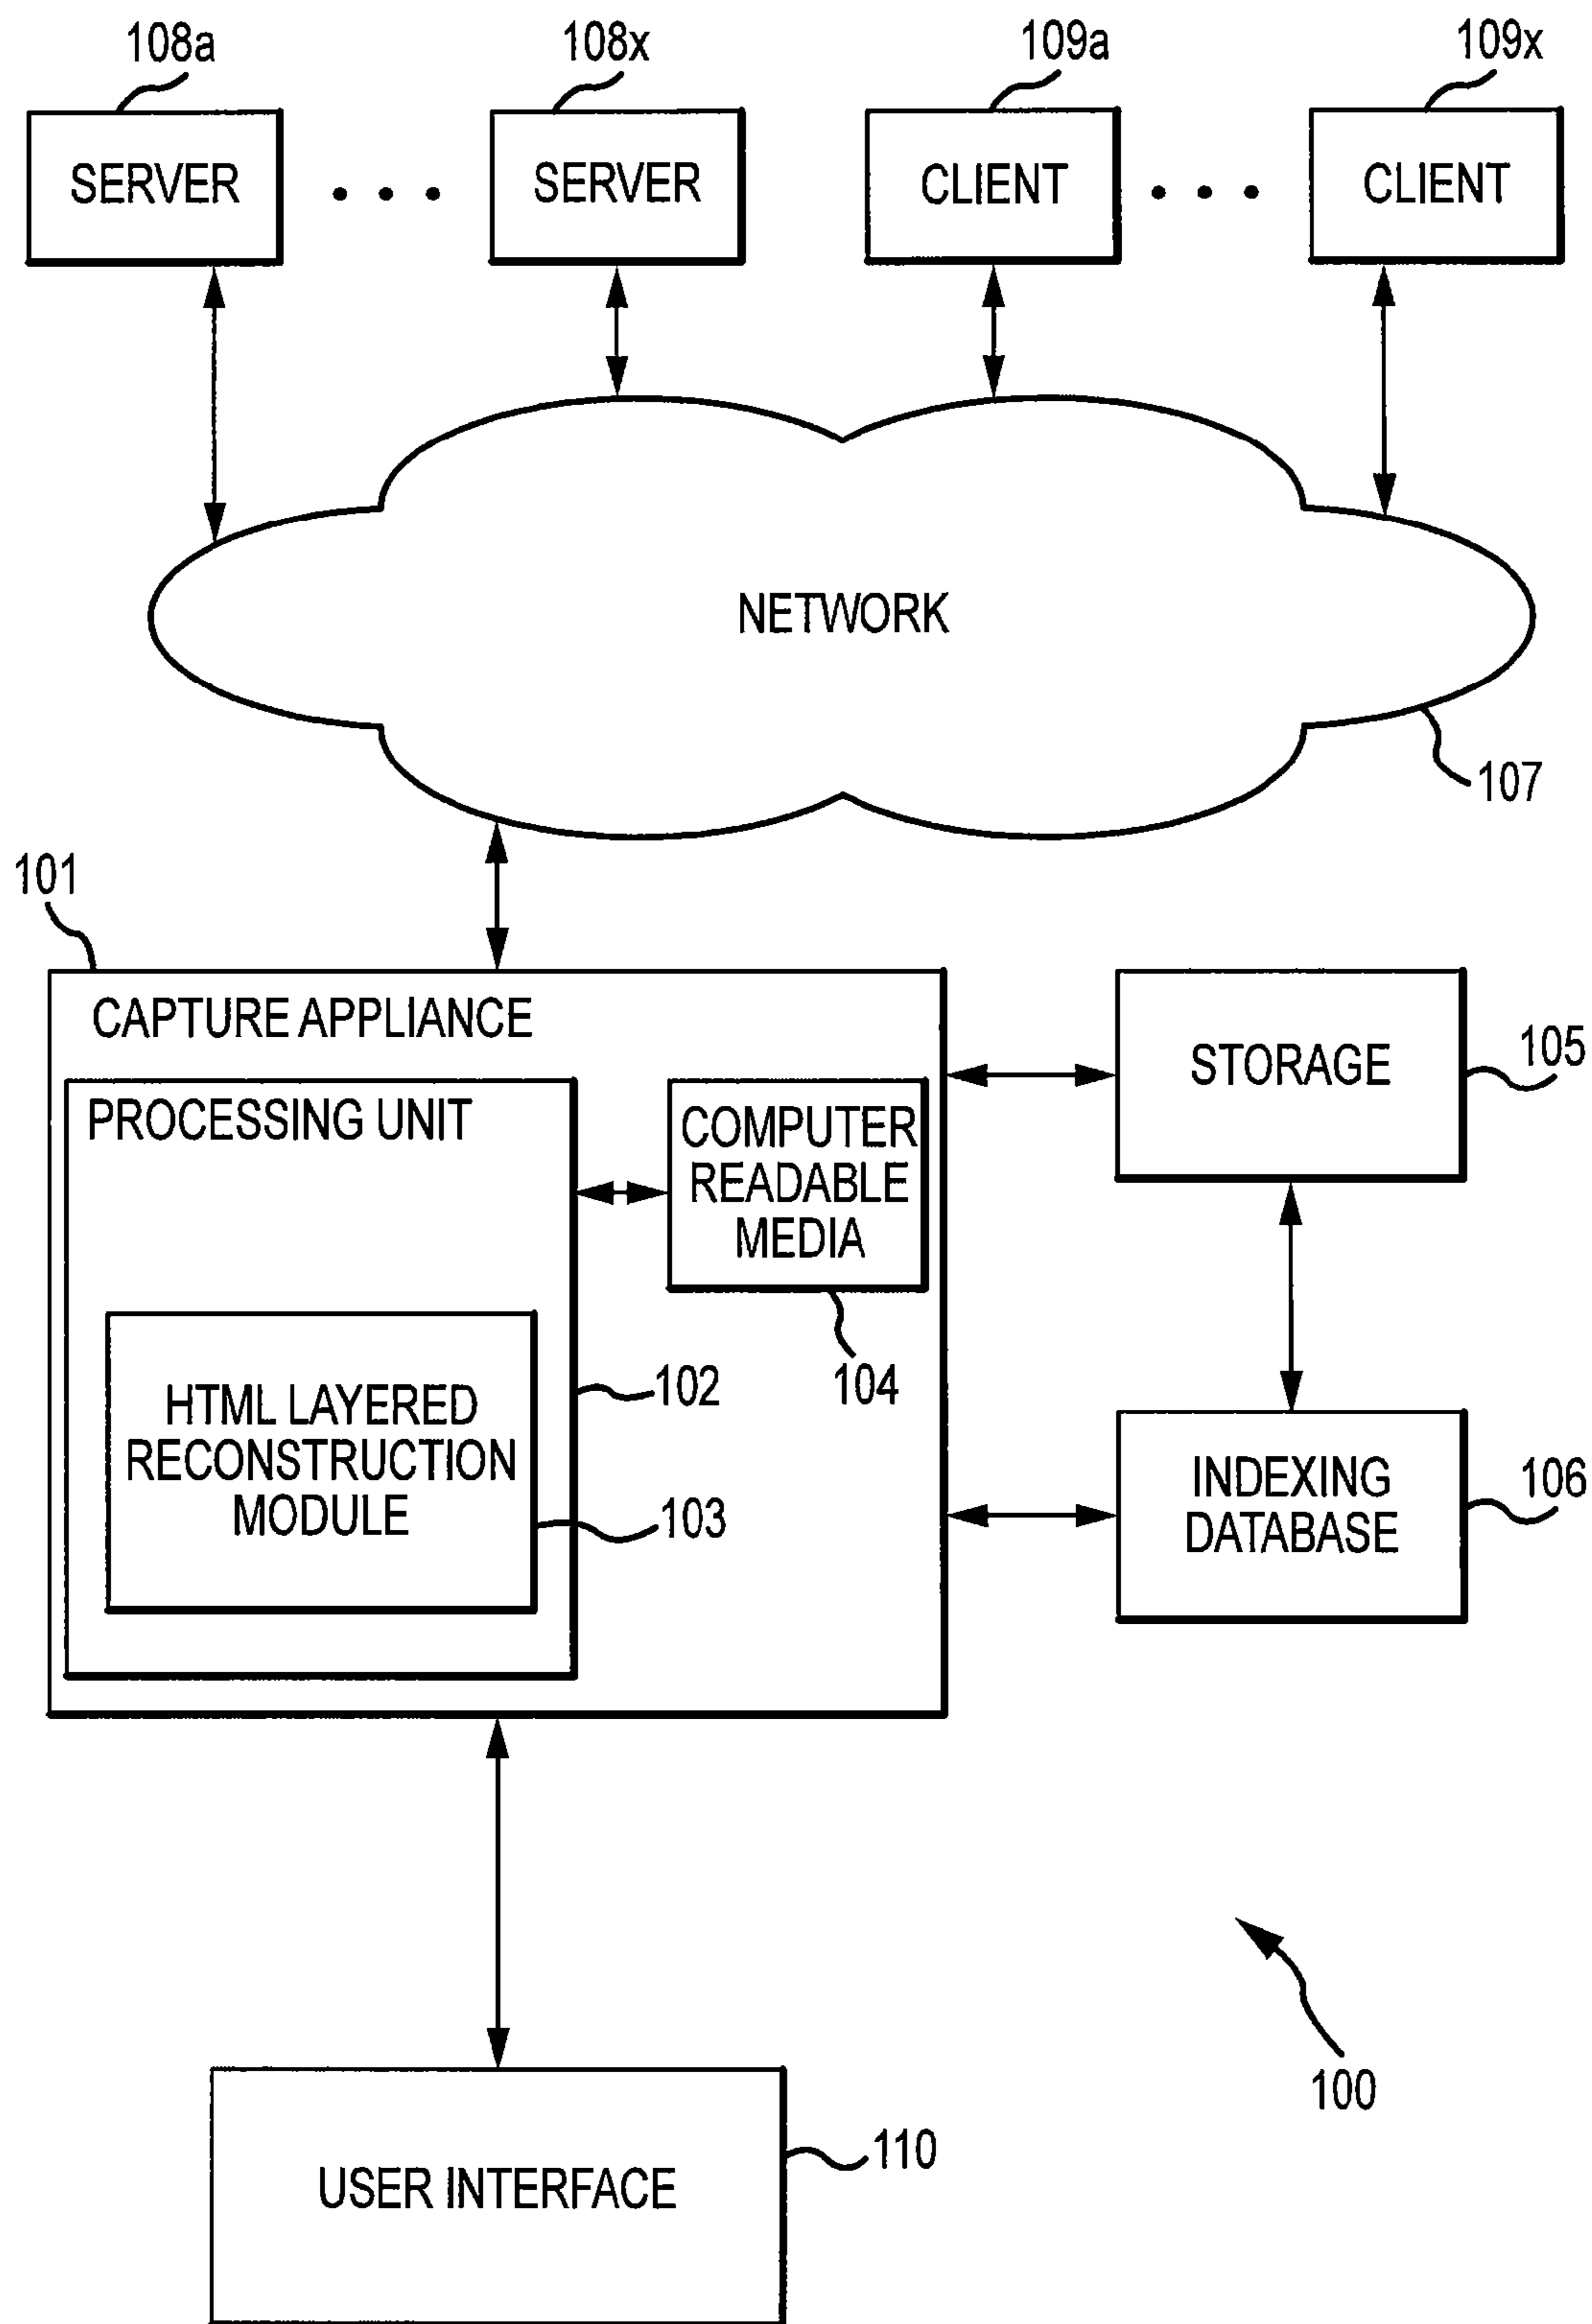 108a
108x
109a
109x
SERVER
. . .
SERVER
CLIENT
. . .
CLIENT
NETWORK
107
101
CAPTURE APPLIANCE
PROCESSING UNIT
COMPUTER
READABLE
MEDIA
104
STORAGE
105
HTML LAYERED
RECONSTRUCTION
MODULE
102
103
INDEXING
DATABASE
106
100
USER INTERFACE
110